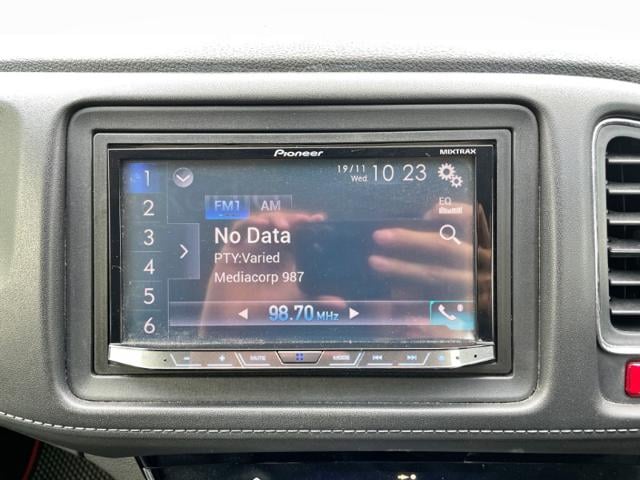 Pioneer
MIXTRAX
1
19/11
Wed
10 23
2
FM1
AM
EQ
3
No Data
PTY:Varied
4
Mediacorp 987
5
98.70 MHz
6
MUTE
MODE